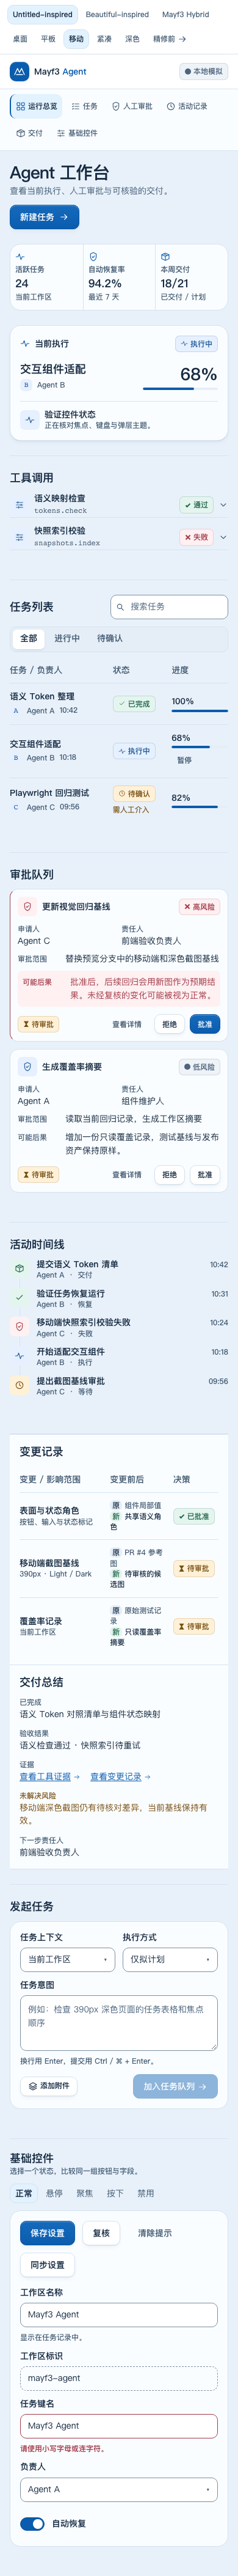 Untitled-inspired Beautiful-inspired Mayf3 Hybrid
桌面 平板 移动 紧凑 深色 精修前 →
Mayf3 Agent 本地模拟
运行总览 任务 人工审批 活动记录
交付 基础控件
Agent 工作台
查看当前执行、人工审批与可核验的交付。
新建任务 →
活跃任务 自动恢复率 本周交付
24 94.2% 18/21
当前工作区 最近 7 天 已交付 / 计划
当前执行 执行中
交互组件适配 68%
B Agent B
验证控件状态
正在核对焦点、键盘与弹层主题。
工具调用
语义映射检查 通过
tokens.check
快照索引校验 失败
snapshots.index
任务列表 搜索任务
全部 进行中 待确认
任务 / 负责人 状态 进度
语义 Token 整理 已完成 100%
A Agent A 10:42
交互组件适配 执行中 68%
B Agent B 10:18 暂停
Playwright 回归测试 待确认 82%
C Agent C 09:56 需人工介入
审批队列
更新视觉回归基线 高风险
申请人 责任人
Agent C 前端验收负责人
审批范围 替换预览分支中的移动端和深色截图基线
可能后果 批准后，后续回归会用新图作为预期结
果。未经复核的变化可能被视为正常。
待审批 查看详情 拒绝 批准
生成覆盖率摘要 低风险
申请人 责任人
Agent A 组件维护人
审批范围 读取当前回归记录，生成工作区摘要
可能后果 增加一份只读覆盖记录，测试基线与发布
资产保持原样。
待审批 查看详情 拒绝 批准
活动时间线
提交语义 Token 清单 10:42
Agent A · 交付
验证任务恢复运行 10:31
Agent B · 恢复
移动端快照索引校验失败 10:24
Agent C · 失败
开始适配交互组件 10:18
Agent B · 执行
提出截图基线审批 09:56
Agent C · 等待
变更记录
变更 / 影响范围 变更前后 决策
表面与状态角色 原 组件局部值 已批准
按钮、输入与状态标记 新 共享语义角
色
移动端截图基线 原 PR #4 参考
图 待审批
390px · Light / Dark 新 待审核的候
选图
覆盖率记录 原 原始测试记
录 待审批
当前工作区 新 只读覆盖率
摘要
交付总结
已完成
语义 Token 对照清单与组件状态映射
验收结果
语义检查通过 · 快照索引待重试
证据
查看工具证据 → 查看变更记录 →
未解决风险
移动端深色截图仍有待核对差异，当前基线保持有
效。
下一步责任人
前端验收负责人
发起任务
任务上下文 执行方式
当前工作区 仅拟计划
任务意图
例如：检查 390px 深色页面的任务表格和焦点
顺序
换行用 Enter，提交用 Ctrl / ⌘ + Enter。
添加附件 加入任务队列 →
基础控件
选择一个状态，比较同一组按钮与字段。
正常 悬停 聚焦 按下 禁用
保存设置 复核 清除提示
同步设置
工作区名称
Mayf3 Agent
显示在任务记录中。
工作区标识
mayf3-agent
任务键名
Mayf3 Agent
请使用小写字母或连字符。
负责人
Agent A
自动恢复